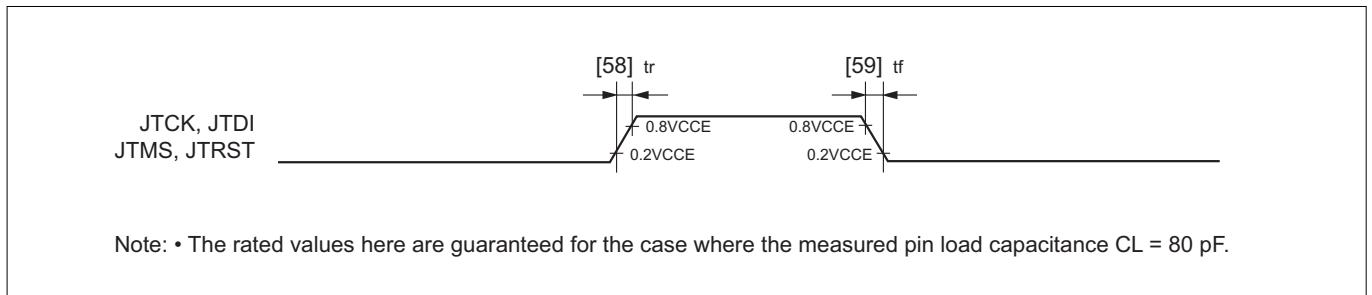 [58] tr [59] tf
JTCK, JTDI 0.8VCCE 0.8VCCE
JTMS, JTRST 0.2VCCE 0.2VCCE
Note: • The rated values here are guaranteed for the case where the measured pin load capacitance CL = 80 pF.